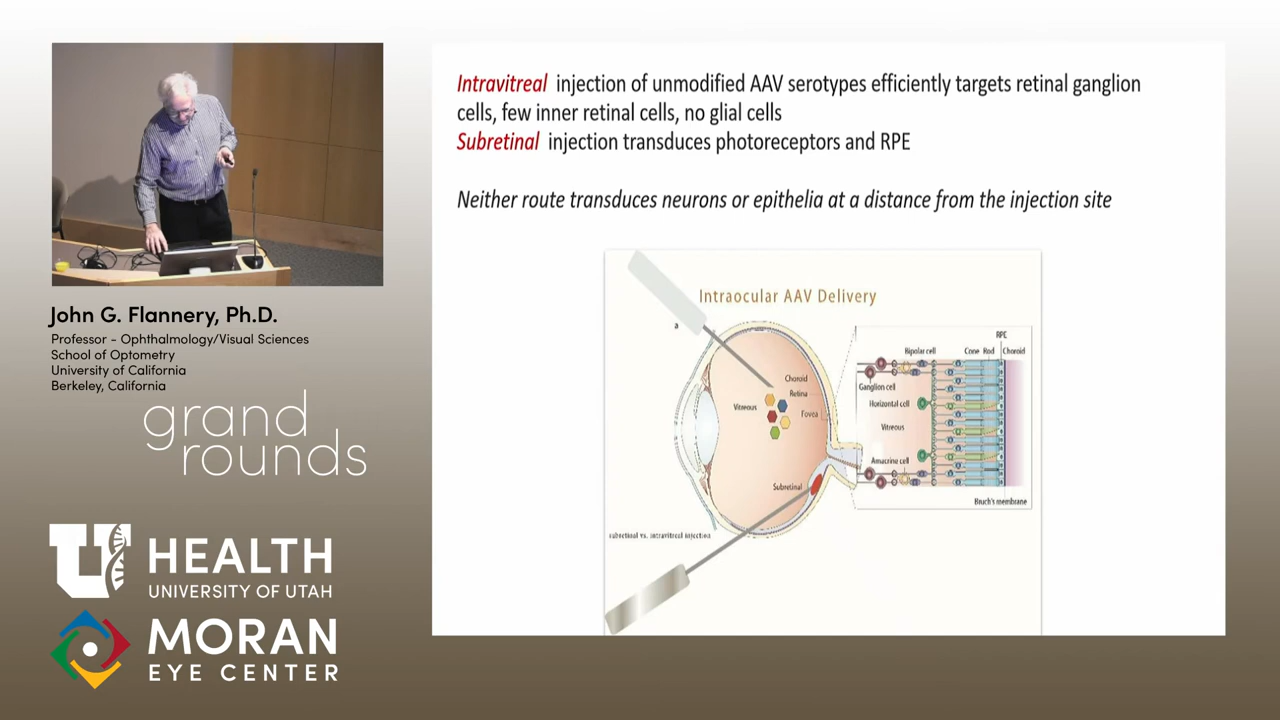 Intravitreal injection of unmodified AAV serotypes efficiently targets retinal ganglion
cells, few inner retinal cells, no glial cells
Subretinal injection transduces photoreceptors and RPE
Neither route transduces neurons or epithelia at a distance from the injection site
Intraocular AAV Delivery
a
Choroid
Retina
Vitreous
Fovea
Subretinal
subretinal vs. intravitreal injection
RPE
Bipolar cell
Cone Rod
Choroid
Ganglion cell
Horizontal cell
Vitreous
Amacrine cell
Bruch's membrane
John G. Flannery, Ph.D.
Professor - Ophthalmology/Visual Sciences
School of Optometry
University of California
Berkeley, California
grand
rounds
U
HEALTH
UNIVERSITY OF UTAH
MORAN
EYE CENTER